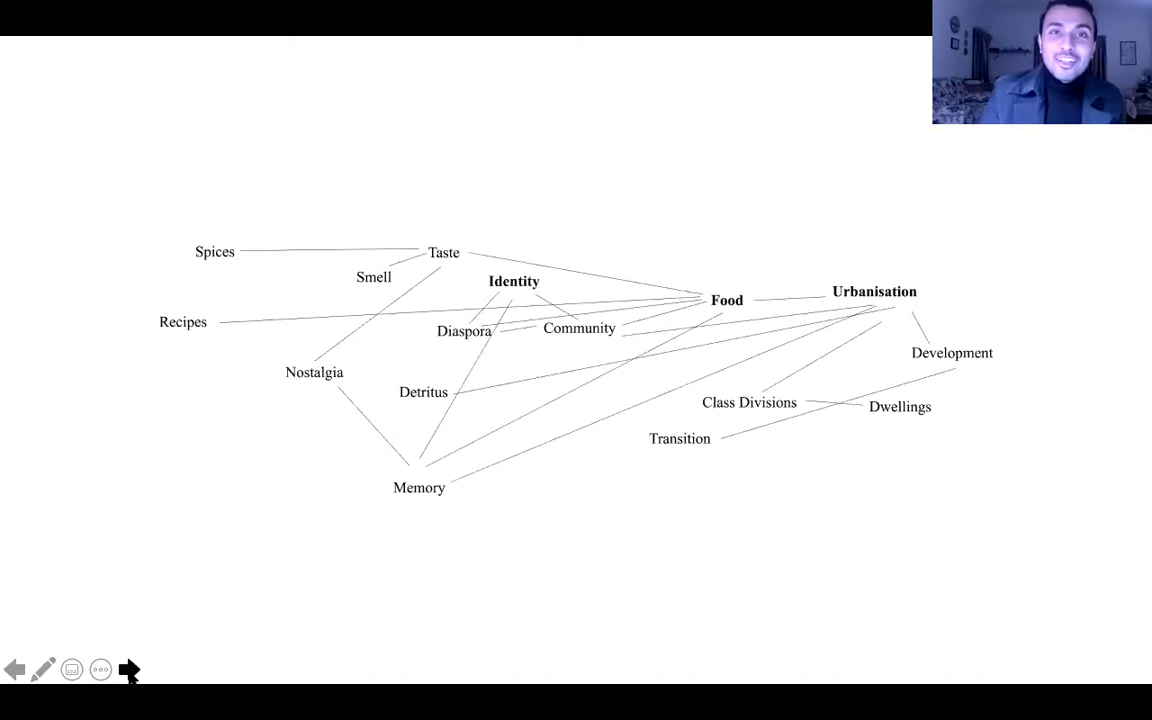 Spices
Taste
Smell
Identity
Urbanisation
Food
Recipes
Diaspora
Community
Development
Nostalgia
Detritus
Class Divisions
Dwellings
Transition
Memory